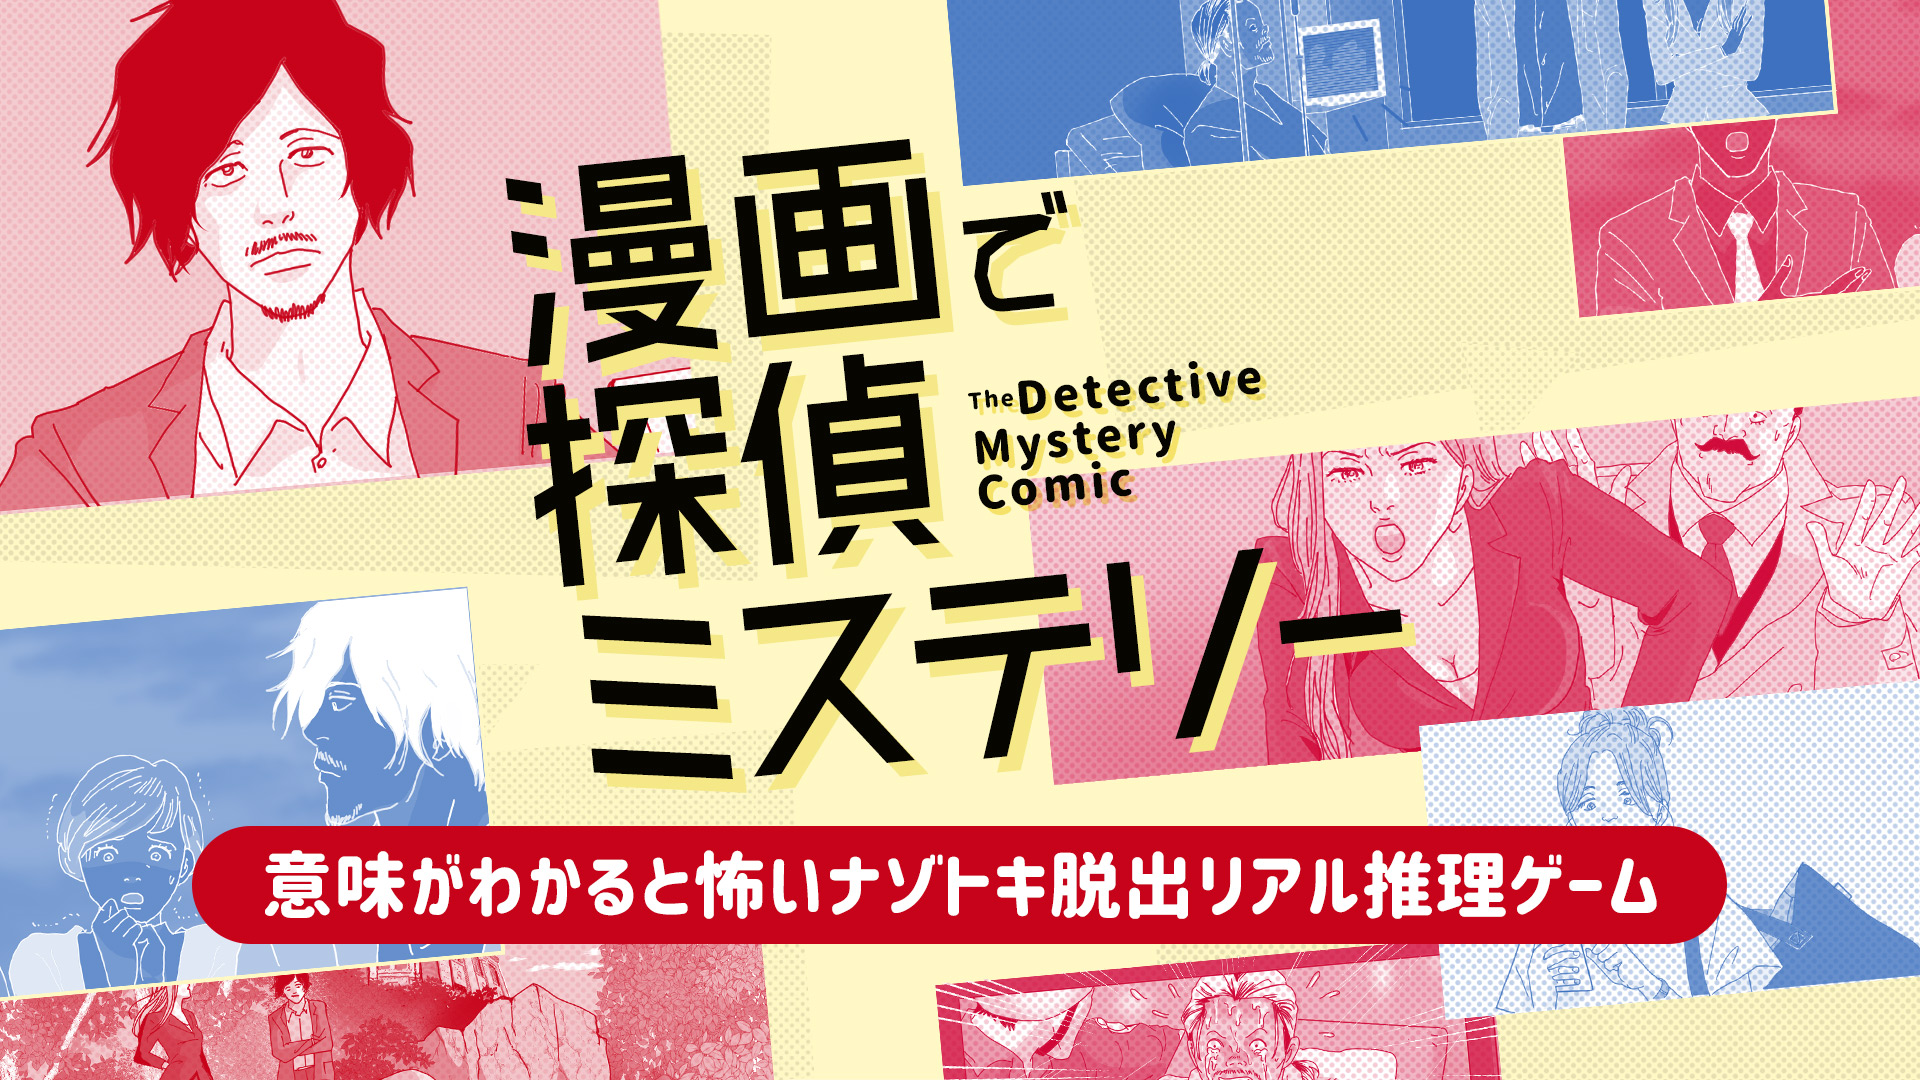 漫画で
探偵
The Detective
Mystery
Comic
ミステリー
意味がわかると怖いナゾトキ脱出リアル推理ゲーム